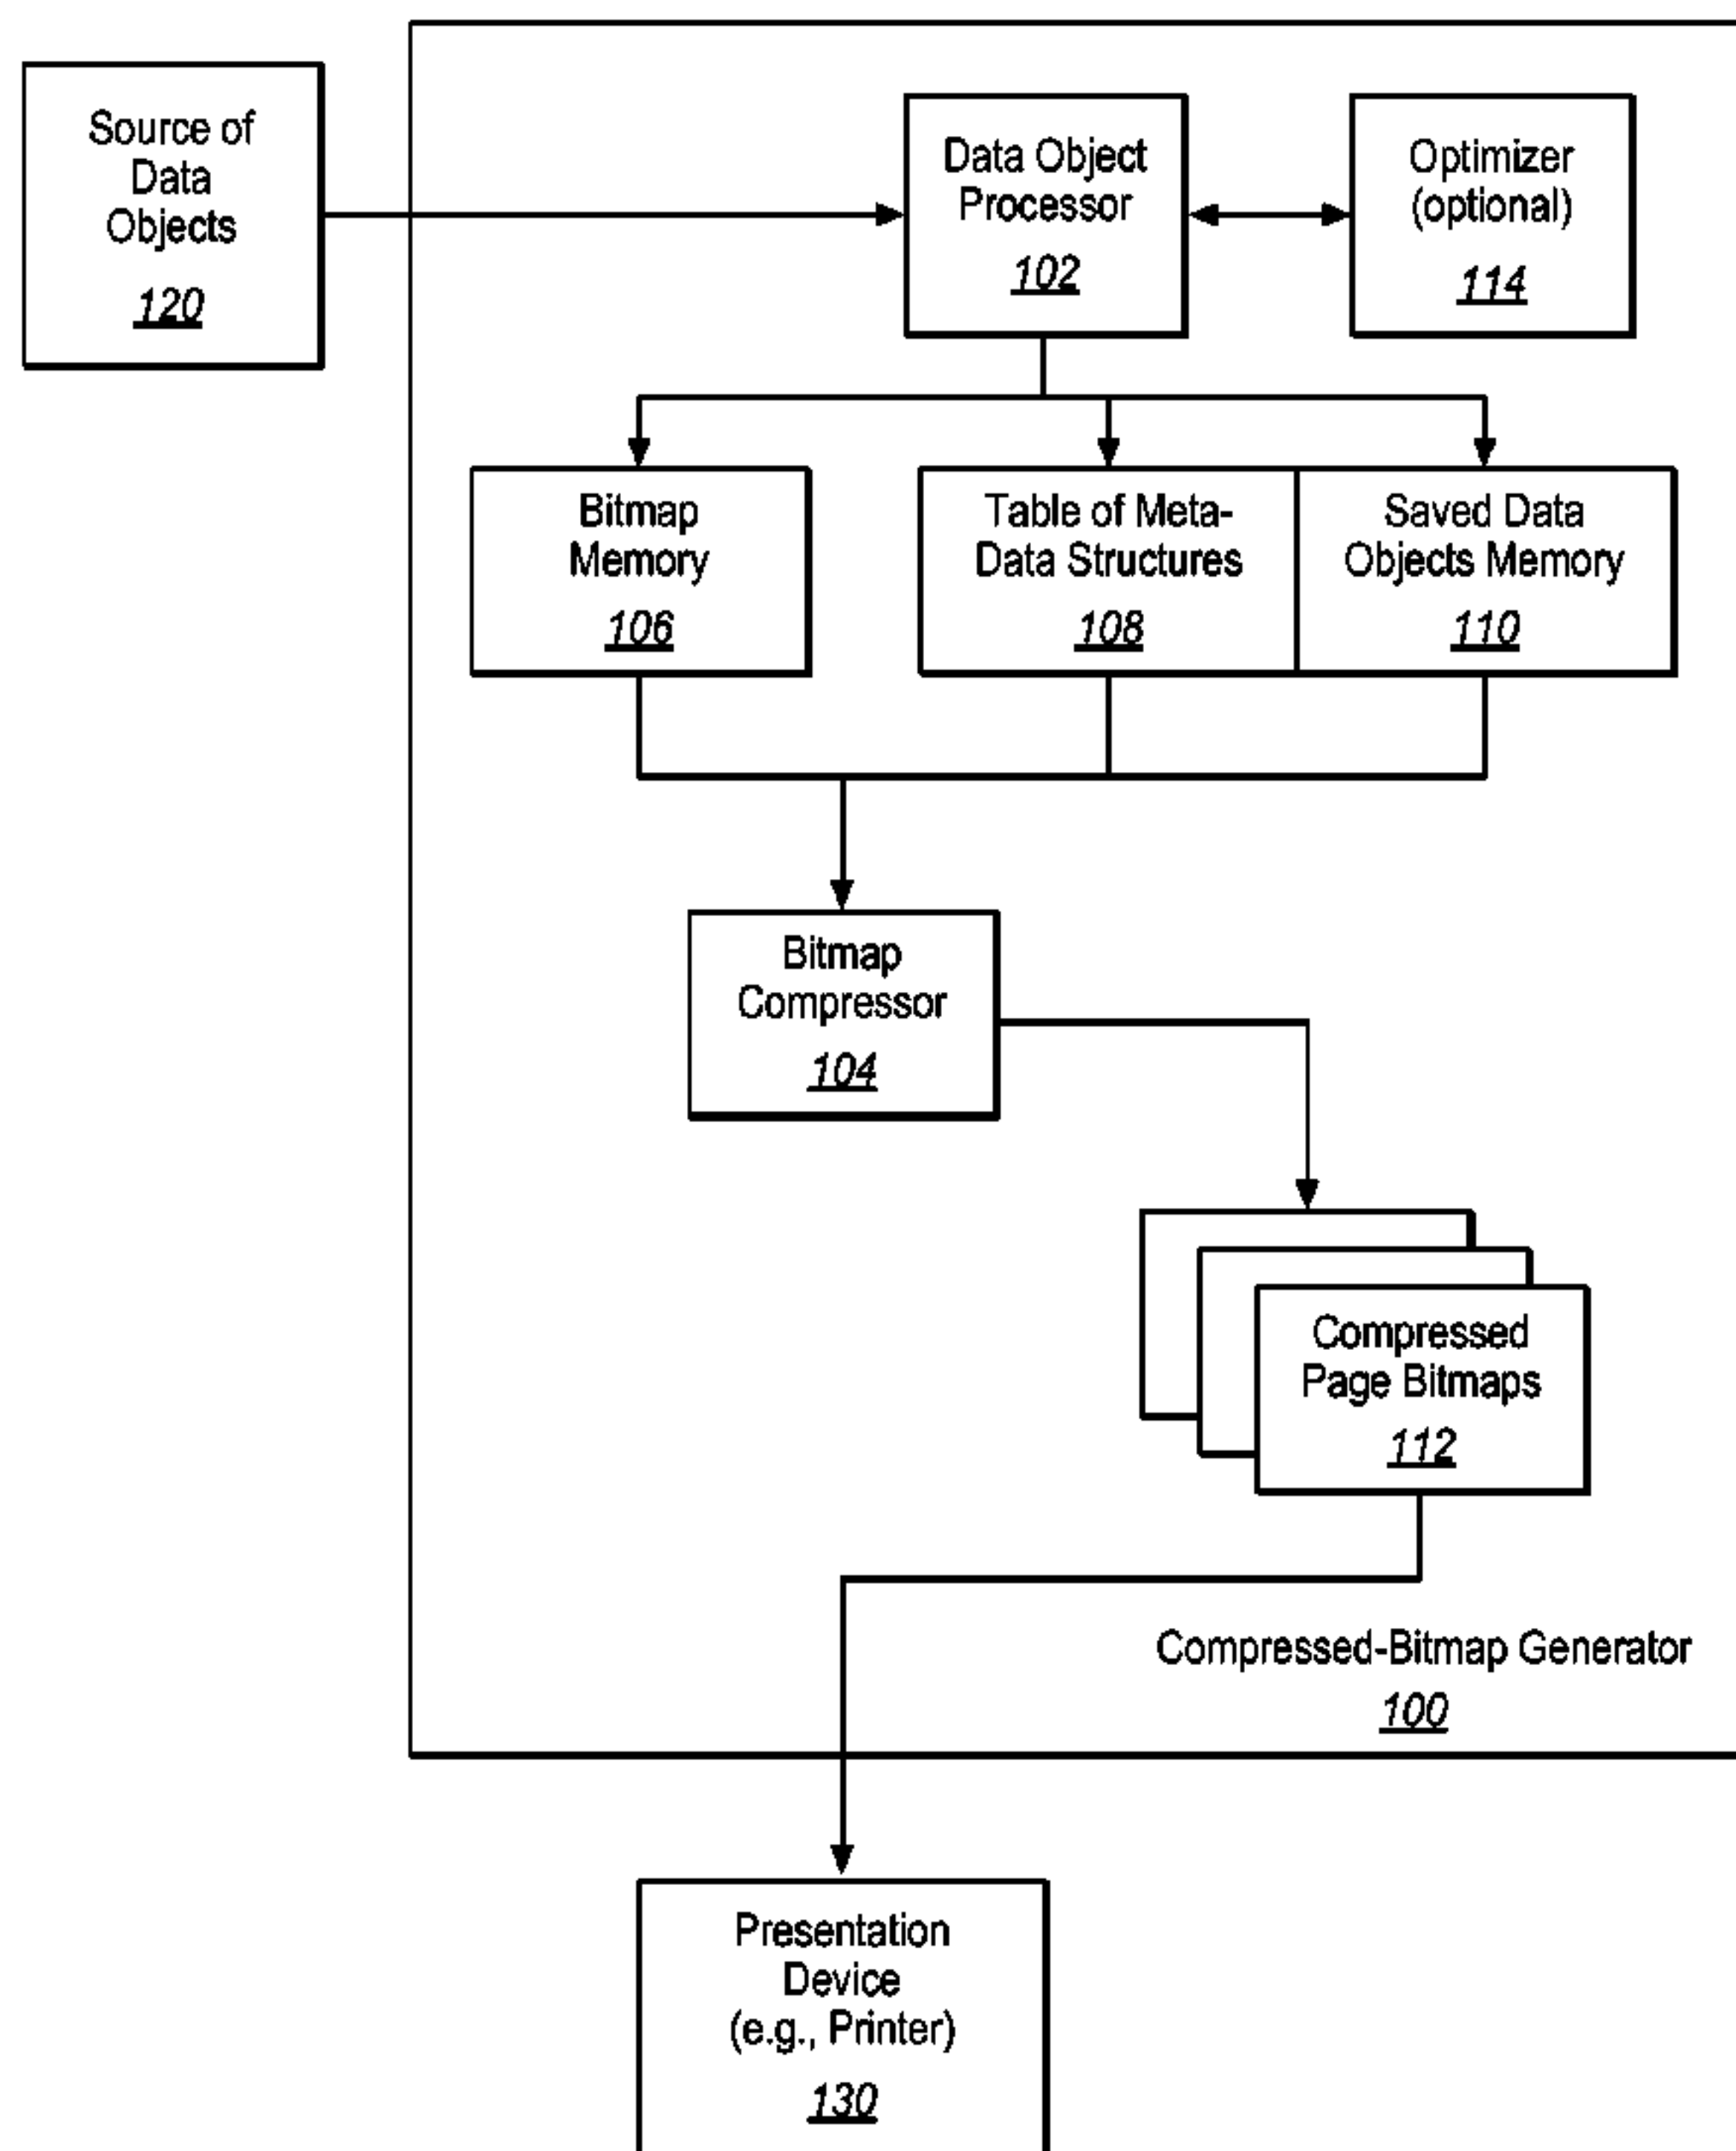 Source of
Data
Objects
120
Data Object
Processor
102
Optimizer
(optional)
114
Bitmap
Memory
106
Table of Meta-
Data Structures
108
Saved Data
Objects Memory
110
Bitmap
Compressor
104
Compressed
Page Bitmaps
112
Compressed-Bitmap Generator
100
Presentation
Device
(e.g., Printer)
130